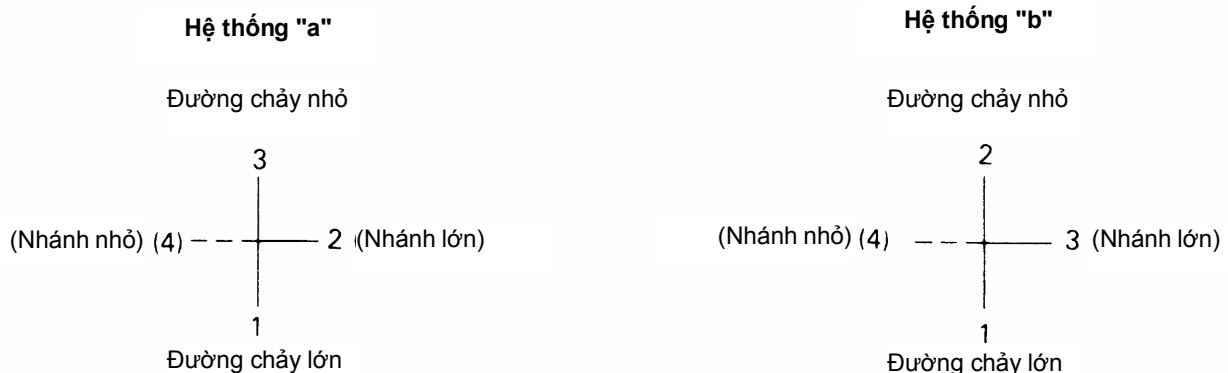 Hệ thống "a"
Đường chảy nhỏ
3
(Nhánh nhỏ) (4) 2 (Nhánh lớn)
1
Đường chảy lớn
Hệ thống "b"
Đường chảy nhỏ
2
(Nhánh nhỏ) (4) 3 (Nhánh lớn)
1
Đường chảy lớn